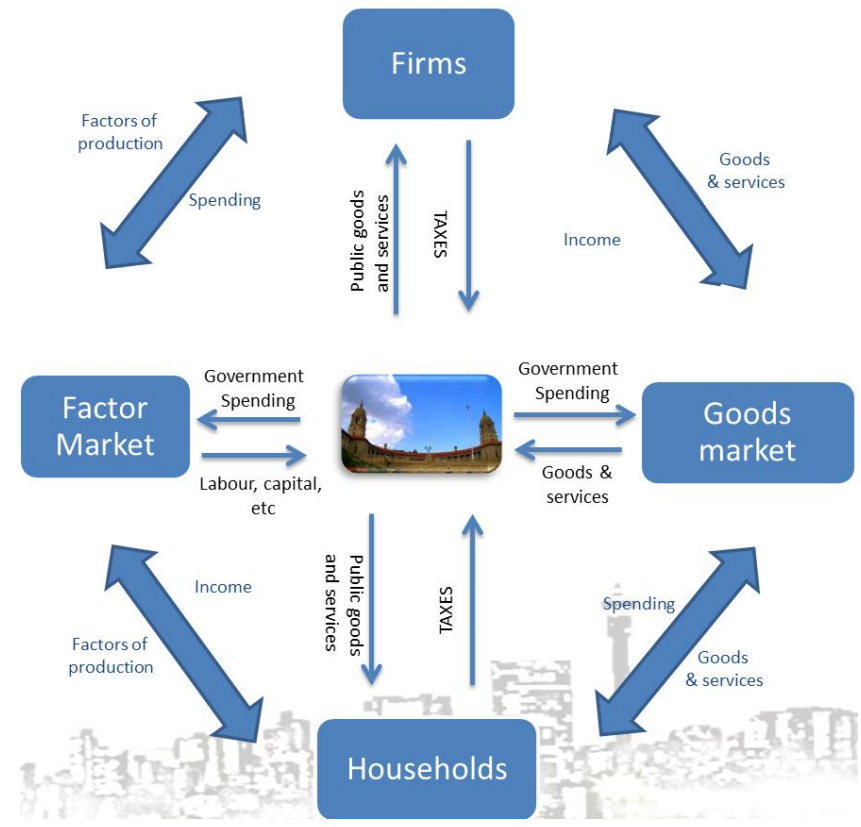 Firms
Factors of
production
Spending
Goods
& services
Income
Public goods
and services
TAXES
Factor
Market
Government
Spending
Labour, capital,
etc
Government
Spending
Goods &
services
Goods
market
Income
Factors of
production
Public goods
and services
TAXES
Spending
Goods
& services
Households